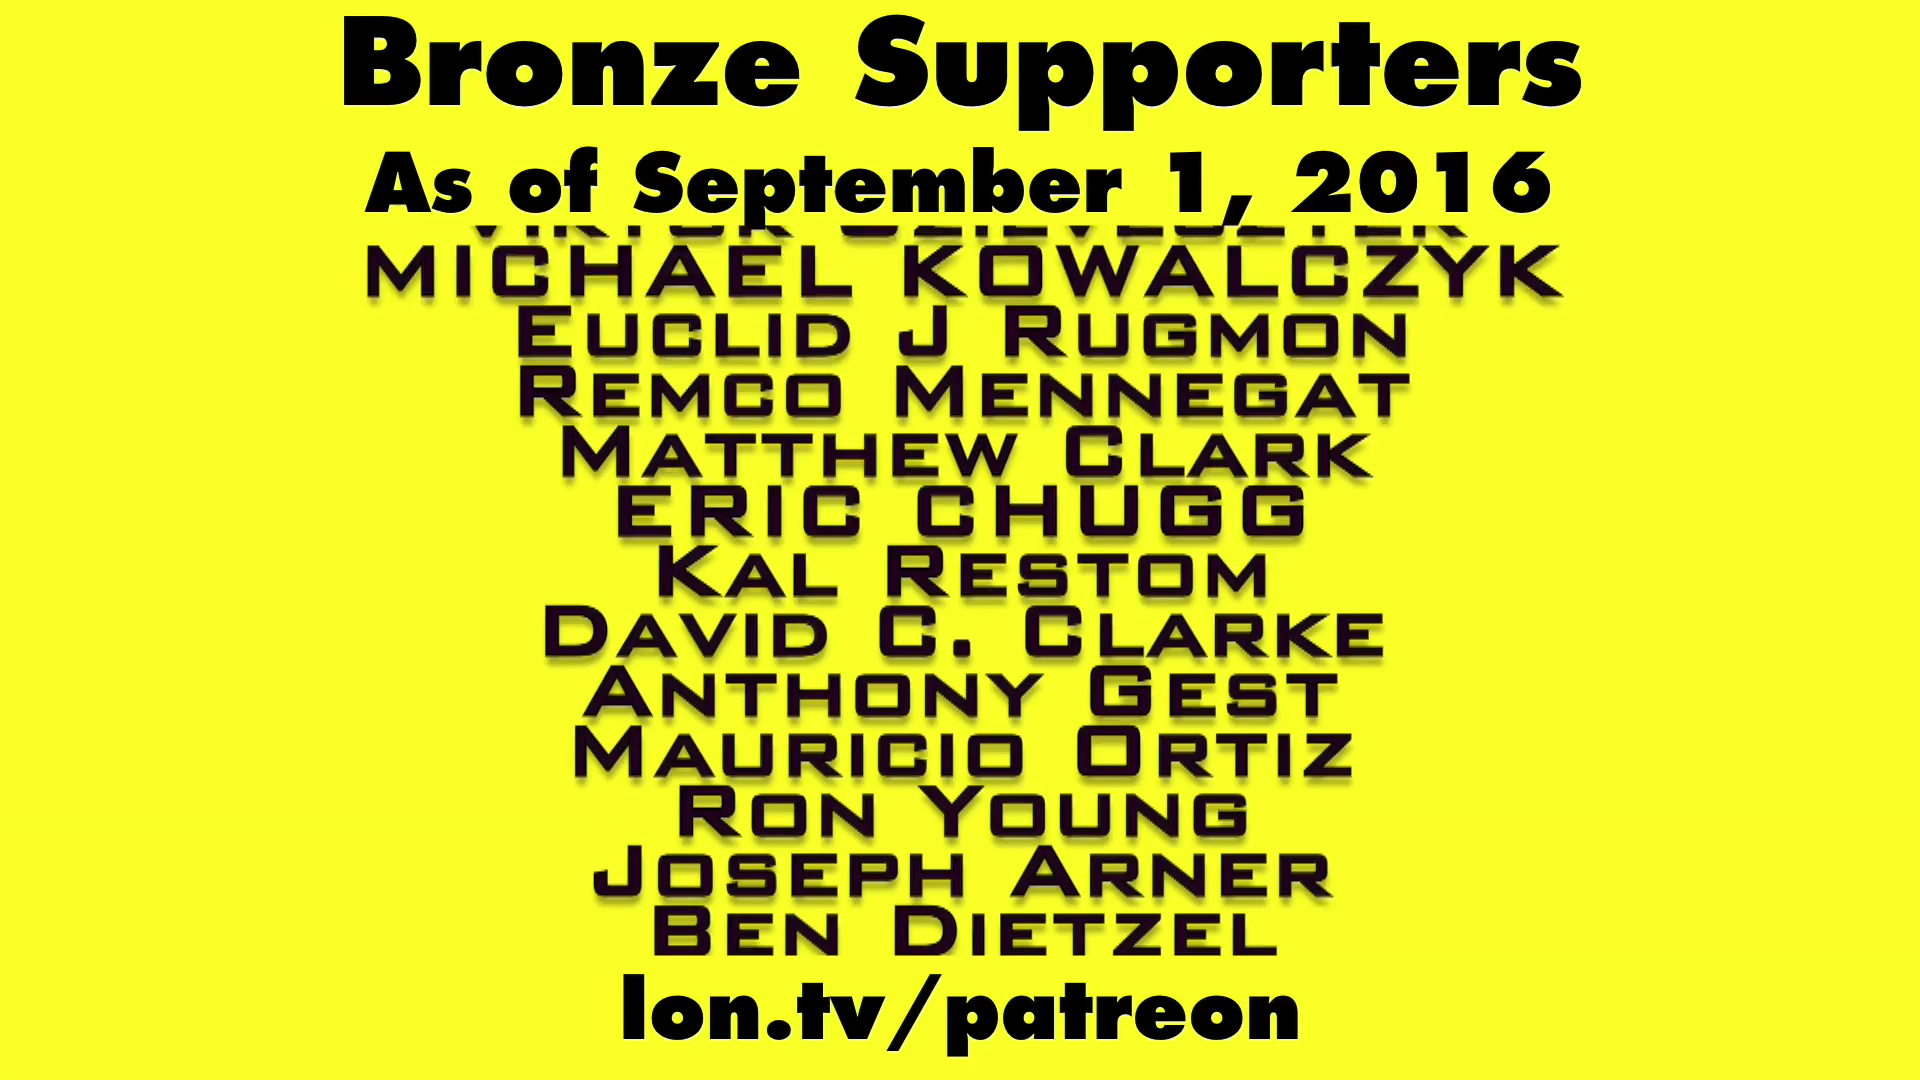 Bronze Supporters
As of September 1, 2016
MICHAEL KOWALCZYK
EUCLID J RUGMON
REMCO MENNEGAT
MATTHEW CLARK
ERIC CHUGG
KAL RESTOM
DAVID C. CLARKE
ANTHONY GEST
MAURICIO ORTIZ
RON YOUNG
JOSEPH ARNER
BEN DIETZEL
lon.tv/patreon